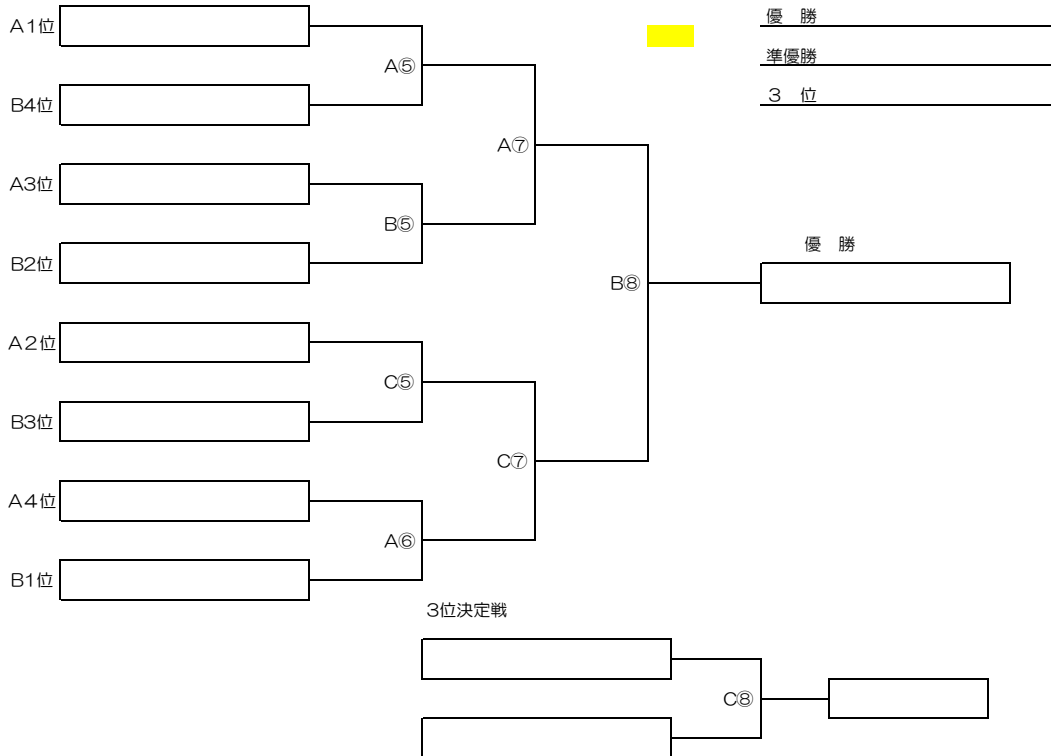 A1位
B4位
A3位
B2位
A２位
B3位
A４位
B1位
A⑤
B⑤
C⑤
A⑥
A⑦
C⑦
B⑧
優　勝
準優勝
３　位
優　勝
3位決定戦
C⑧